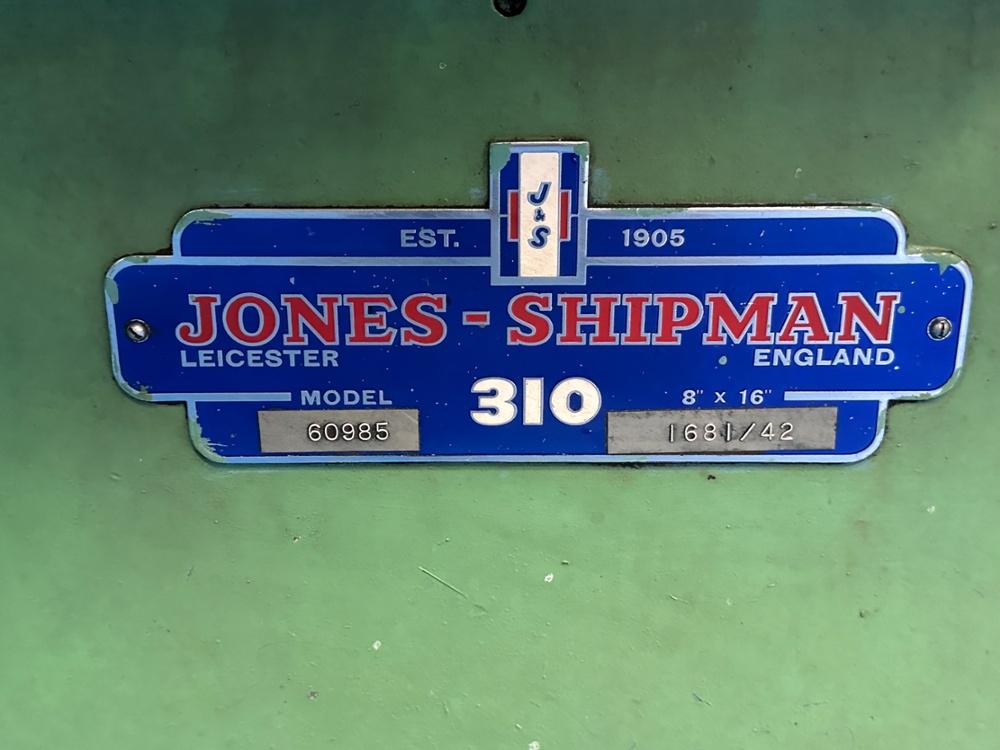 J & S
EST. 1905
JONES - SHIPMAN
LEICESTER ENGLAND
MODEL 310 8" x 16"
60985 1681/42